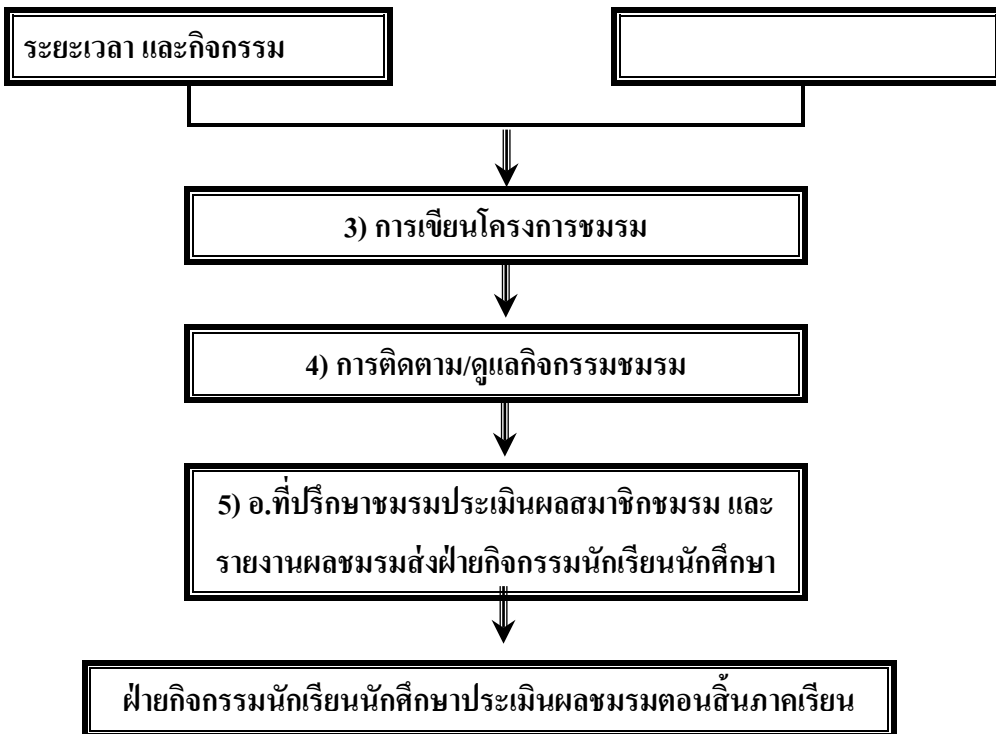 ระยะเวลา และกิจกรรม
3) การเขียนโครงการชมรม
4) การติดตาม/ดูแลกิจกรรมชมรม
5) อ.ที่ปรึกษาชมรมประเมินผลสมาชิกชมรม และ
รายงานผลชมรมส่งฝ่ายกิจกรรมนักเรียนนักศึกษา
ฝ่ายกิจกรรมนักเรียนนักศึกษาประเมินผลชมรมตอนสิ้นภาคเรียน